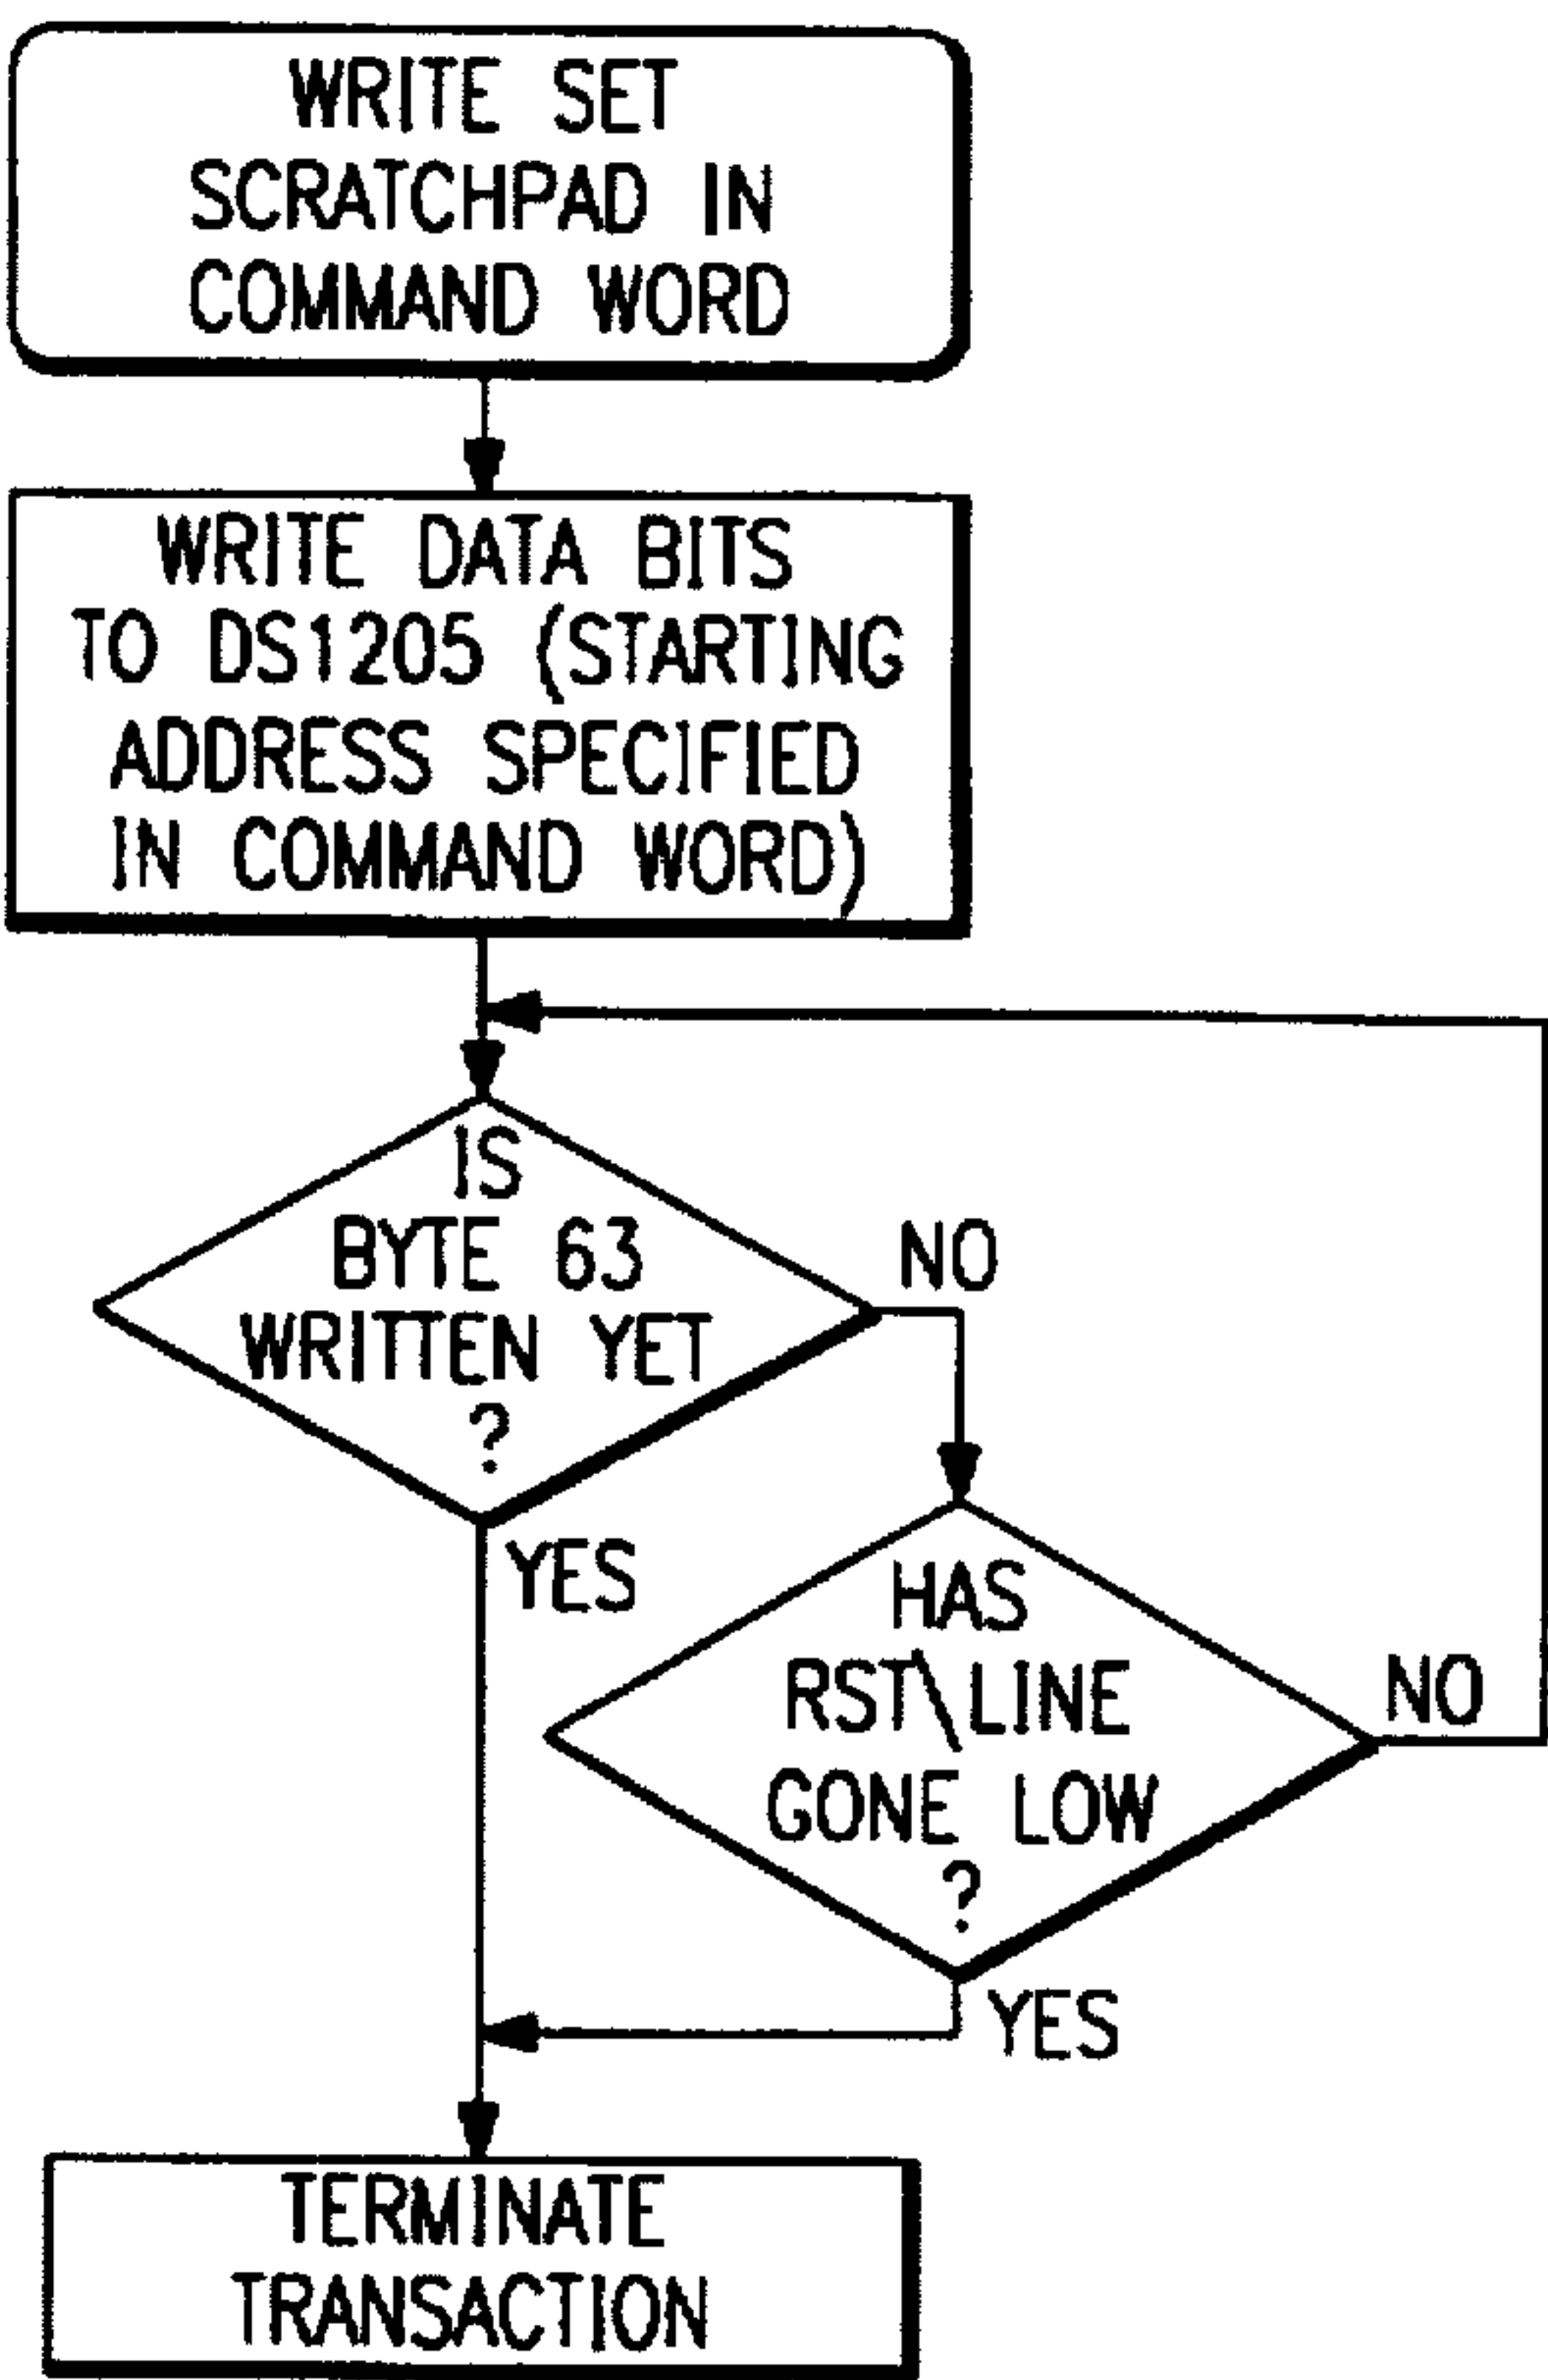 WRITE SET
SCRATCHPAD IN
COMMAND WORD
WRITE DATA BITS
TO DS1205 (STARTING
ADDRESS SPECIFIED
IN COMMAND WORD)
IS
BYTE 63
WRITTEN YET
?
NO
YES
HAS
RST\ LINE
GONE LOW
?
NO
YES
TERMINATE
TRANSACTION